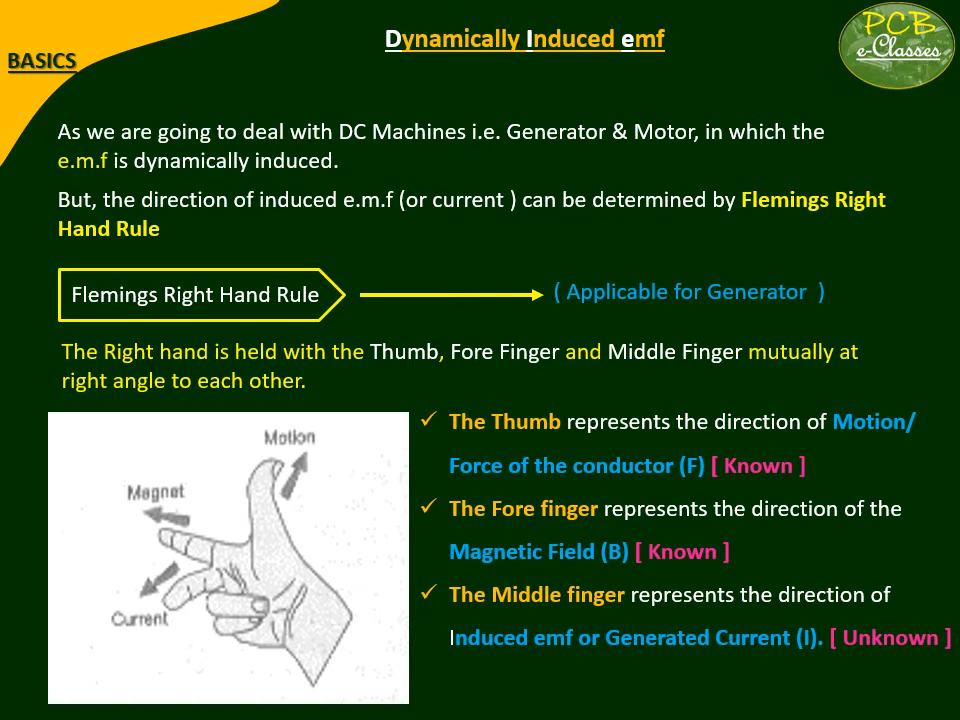 Dynamically Induced emf
PCB
e-Classes
BASICS
As we are going to deal with DC Machines i.e. Generator & Motor, in which the
e.m.f is dynamically induced.
But, the direction of induced e.m.f (or current ) can be determined by Flemings Right
Hand Rule
Flemings Right Hand Rule
( Applicable for Generator )
The Right hand is held with the Thumb, Fore Finger and Middle Finger mutually at
right angle to each other.
Motion
Magnet
Current
✓ The Thumb represents the direction of Motion/
Force of the conductor (F) [ Known ]
✓ The Fore finger represents the direction of the
Magnetic Field (B) [ Known ]
✓ The Middle finger represents the direction of
Induced emf or Generated Current (I). [ Unknown ]